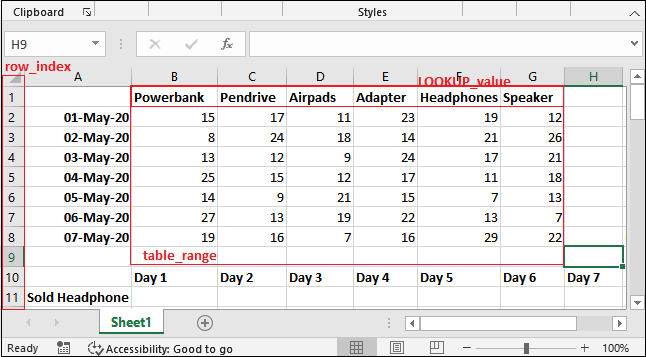 Clipboard Styles
H9 fx
row_index LOOKUP_value
A B C D E F G H
1 Powerbank Pendrive Airpads Adapter Headphones Speaker
2 01-May-20 15 17 11 23 19 12
3 02-May-20 8 24 18 14 21 26
4 03-May-20 13 12 9 24 17 21
5 04-May-20 25 15 12 17 11 18
6 05-May-20 14 9 21 15 7 13
7 06-May-20 27 13 19 22 13 7
8 07-May-20 19 16 7 16 29 22
9 table_range
10 Day 1 Day 2 Day 3 Day 4 Day 5 Day 6 Day 7
11 Sold Headphone
Sheet1
Ready Accessibility: Good to go 100%